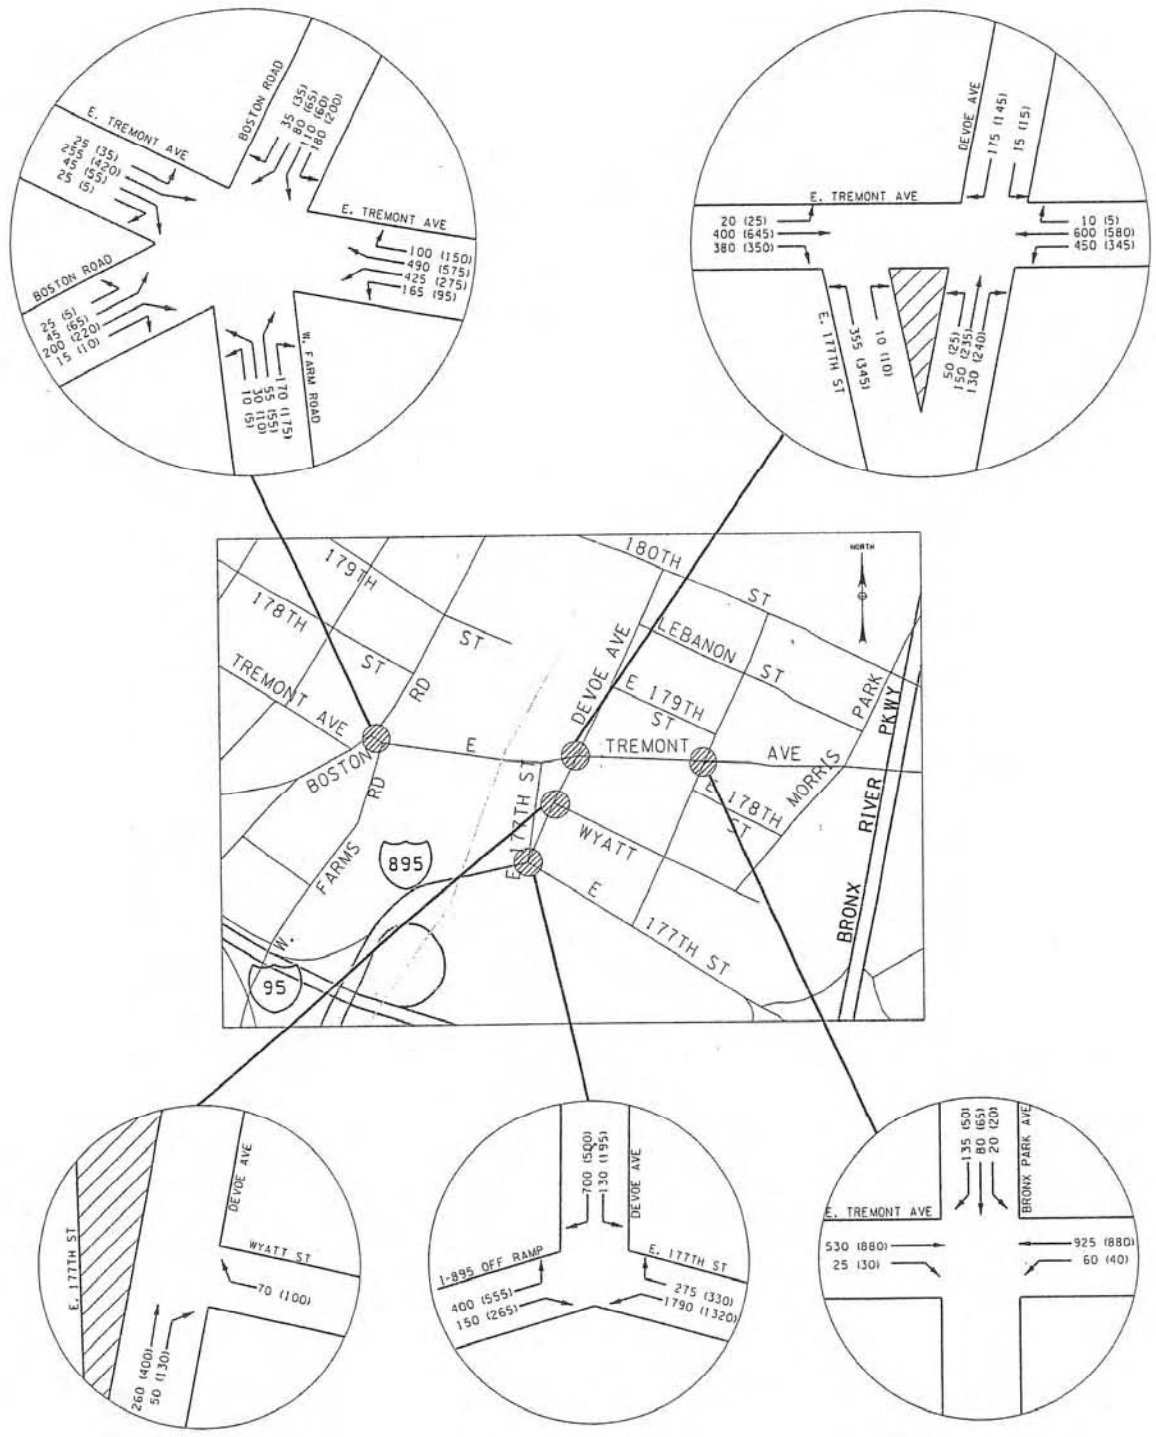 BOSTON ROAD
E. TREMONT AVE
35 (35)
80 (65)
110 (60)
180 (200)
25 (35)
255 (420)
45 (55)
25 (5)
E. TREMONT AVE
100 (150)
490 (575)
425 (275)
165 (95)
BOSTON ROAD
25 (5)
45 (65)
200 (220)
15 (10)
W. FARM ROAD
170 (175)
55 (55)
30 (10)
10 (5)
DEVOE AVE
175 (145)
15 (15)
E. TREMONT AVE
20 (25)
400 (645)
380 (350)
10 (5)
600 (580)
450 (345)
E. 177TH ST
355 (345)
10 (10)
50 (25)
150 (235)
130 (240)
NORTH
180TH ST
179TH ST
178TH ST
LEBANON ST
DEVOE AVE
E 179TH ST
TREMONT AVE
RD
E TREMONT AVE
BOSTON
RD
E 177TH ST
E 178TH ST
MORRIS PARK
BRONX RIVER PKWY
WYATT
895
W. FARMS
E 177TH ST
95
DEVOE AVE
WYATT ST
E. 177TH ST
70 (100)
260 (400)
50 (130)
700 (500)
130 (195)
DEVOE AVE
I-895 OFF RAMP
E. 177TH ST
400 (555)
150 (265)
275 (330)
1790 (1320)
135 (50)
80 (65)
20 (20)
BRONX PARK AVE
E. TREMONT AVE
530 (880)
25 (30)
925 (880)
60 (40)